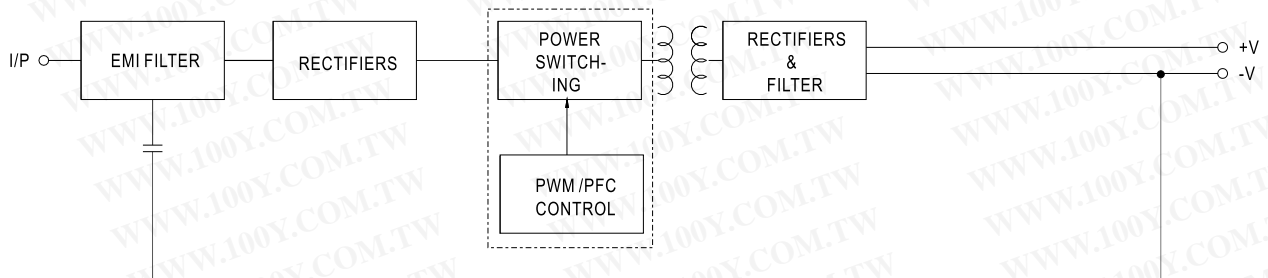 I/P
EMI FILTER
RECTIFIERS
POWER
SWITCH-
ING
RECTIFIERS
&
FILTER
+V
-V
PWM/PFC
CONTROL
WWW.100Y.COM.TW